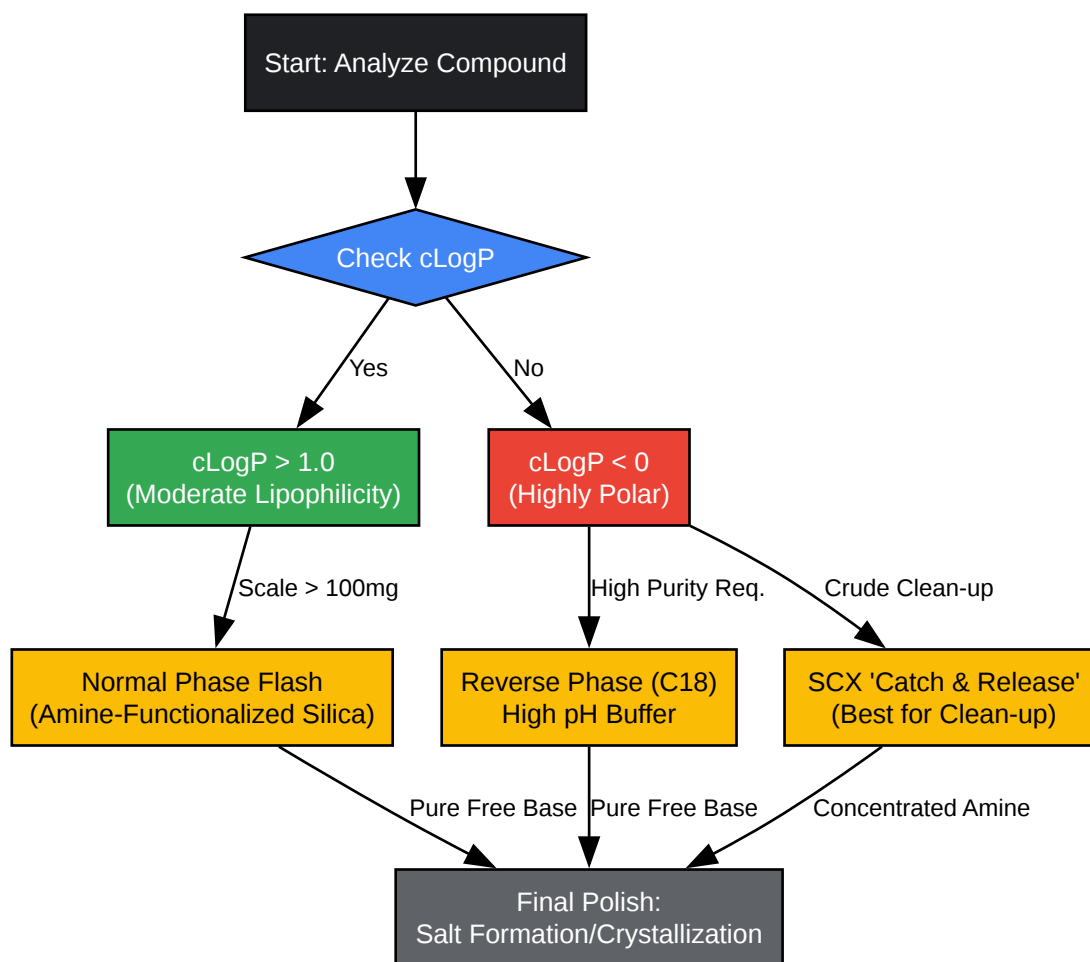 Start: Analyze Compound
Check cLogP
Yes
No
cLogP > 1.0
(Moderate Lipophilicity)
cLogP < 0
(Highly Polar)
Scale > 100mg
High Purity Req.
Crude Clean-up
Normal Phase Flash
(Amine-Functionalized Silica)
Reverse Phase (C18)
High pH Buffer
SCX 'Catch & Release'
(Best for Clean-up)
Pure Free Base
Pure Free Base
Concentrated Amine
Final Polish:
Salt Formation/Crystallization